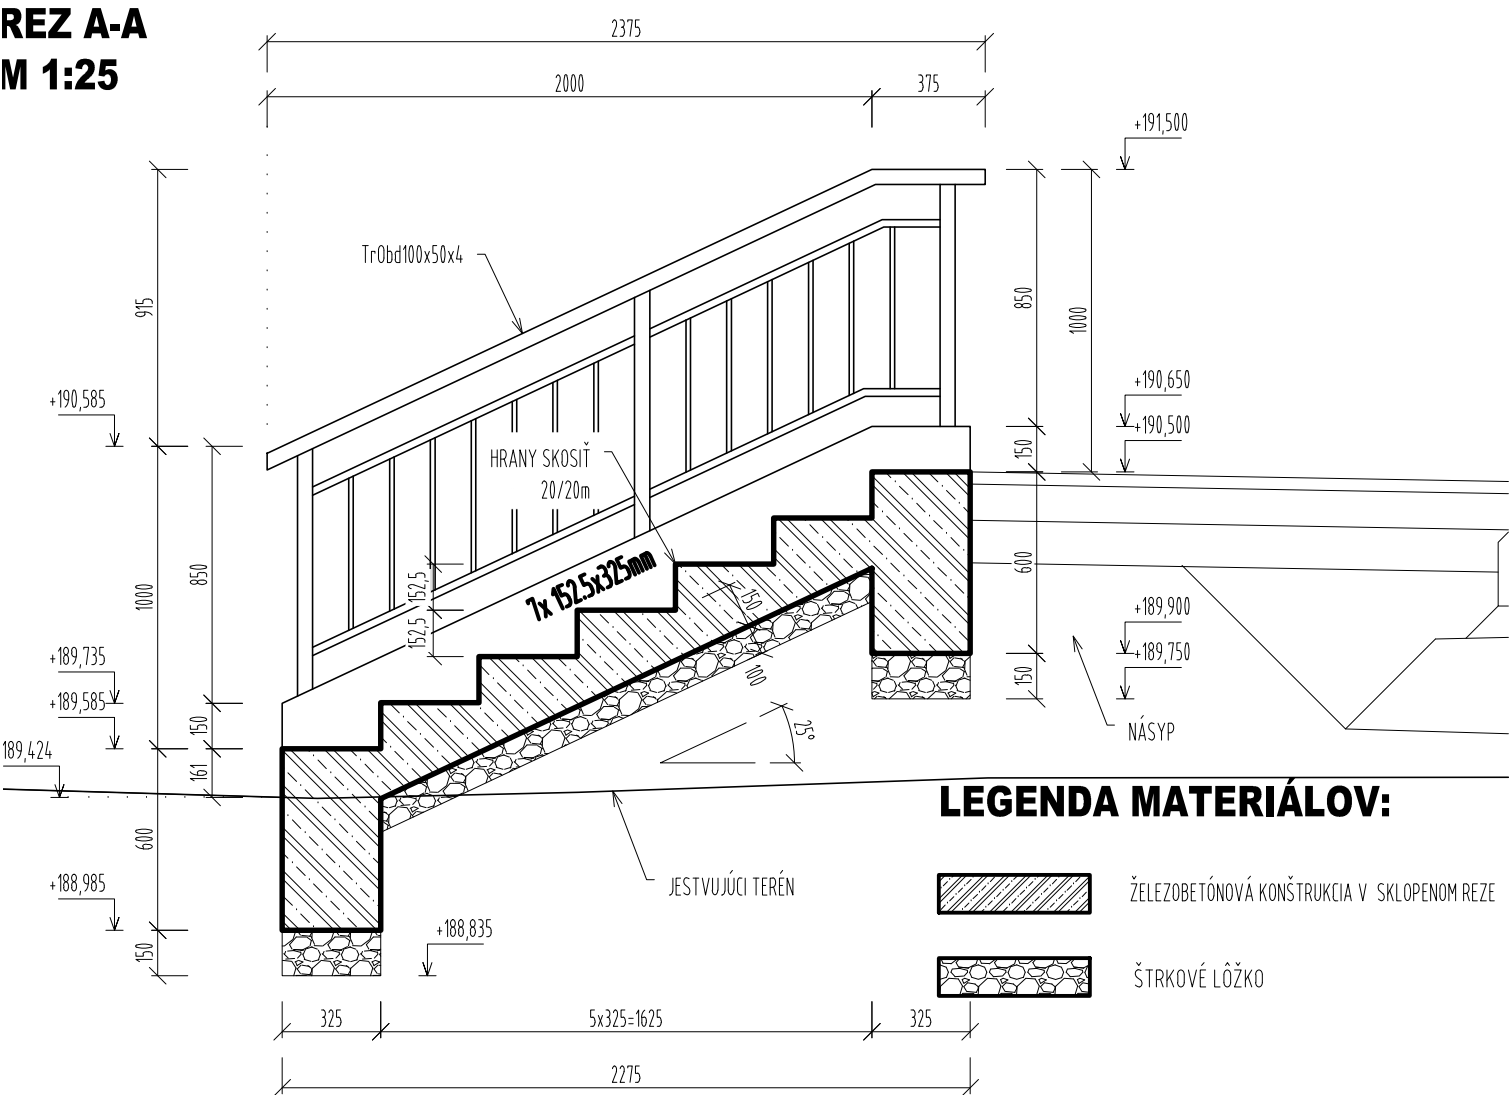 REZ A-A
M 1:25
2375
2000
375
+191,500
TrObd100x50x4
915
850
1000
+190,585
+190,650
+190,500
HRANY SKOSIŤ
20/20m
150
1000
850
152,5
152,5
7x 152.5x325mm
150
100
25°
600
+189,900
+189,750
150
NÁSYP
+189,735
+189,585
150
189,424
161
600
+188,985
150
+188,835
JESTVUJÚCI TERÉN
LEGENDA MATERIÁLOV:
ŽELEZOBETÓNOVÁ KONŠTRUKCIA V SKLOPENOM REZE
ŠTRKOVÉ LÔŽKO
325
5x325=1625
325
2275